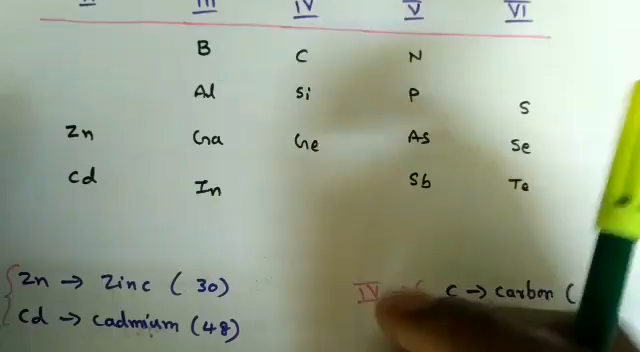 III IV V VI
B C N
Al Si P S
Zn Ga Ge As Se
Cd In Sb Te
Zn → Zinc ( 30)
Cd → Cadmium (48)
IV C → Carbon (